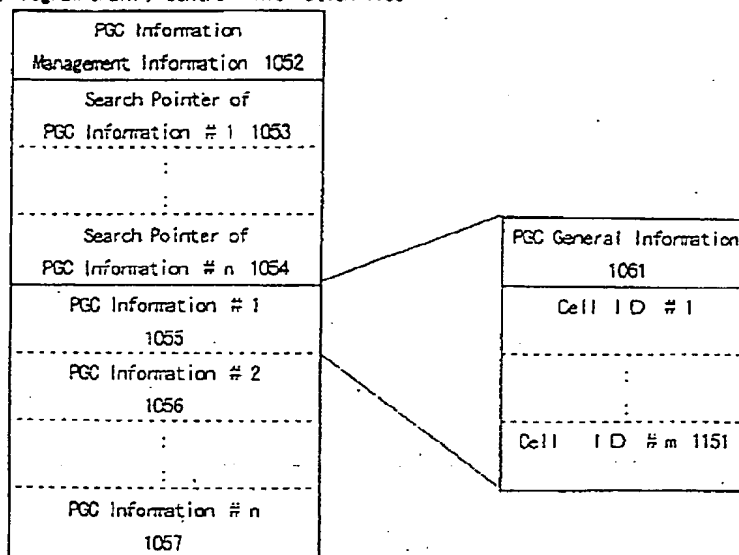 PGC Information
Management Information 1052
Search Pointer of
PGC Information # 1 1053
:
:
Search Pointer of
PGC Information # n 1054
PGC Information # 1
1055
PGC Information # 2
1056
:
:
PGC Information # n
1057
PGC General Information
1061
Cell ID # 1
:
:
Cell ID # m 1151